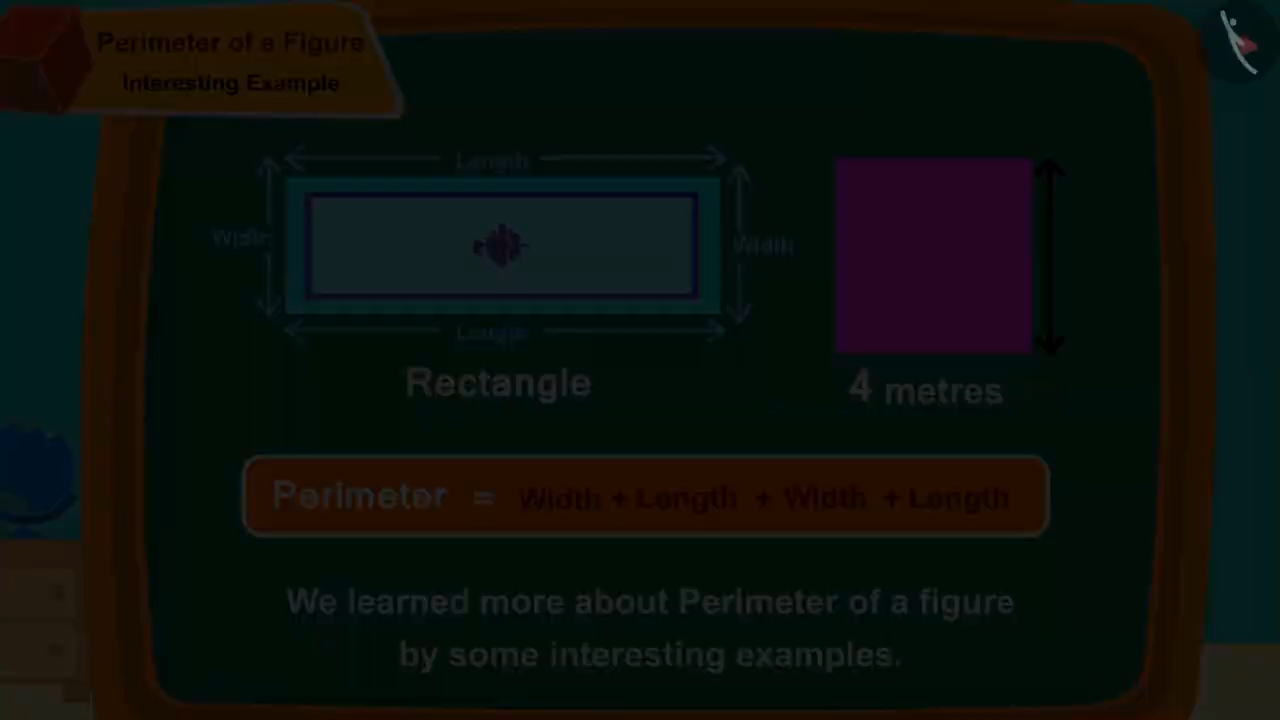 Perimeter of a Figure
Interesting Example
Length
Width
Width
Length
Rectangle
4 metres
Perimeter = Width + Length + Width + Length
We learned more about Perimeter of a figure
by some interesting examples.